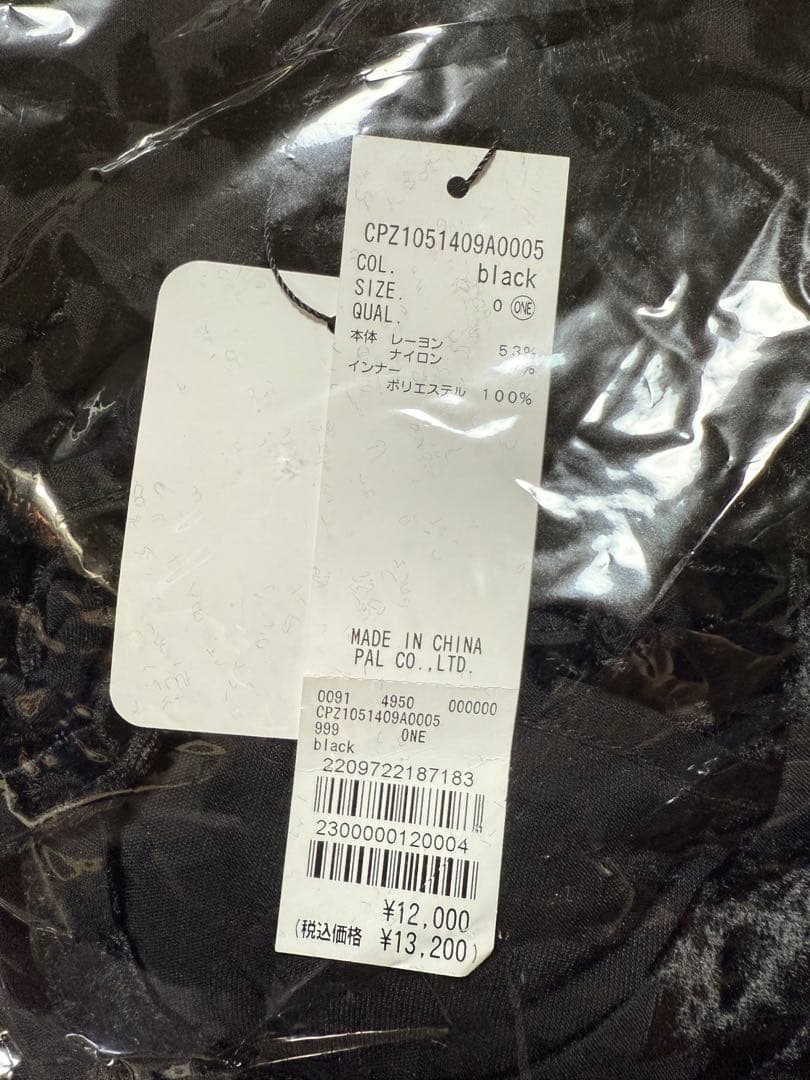 CPZ1051409A0005
COL. black
SIZE. 0 ONE
QUAL.
本体 レーヨン 53%
ナイロン %
インナー
ポリエステル 100%
MADE IN CHINA
PAL CO.,LTD.
0091 4950 000000
CPZ1051409A0005
999 ONE
black
2209722187183
2300000120004
¥12,000
(税込価格 ¥13,200)